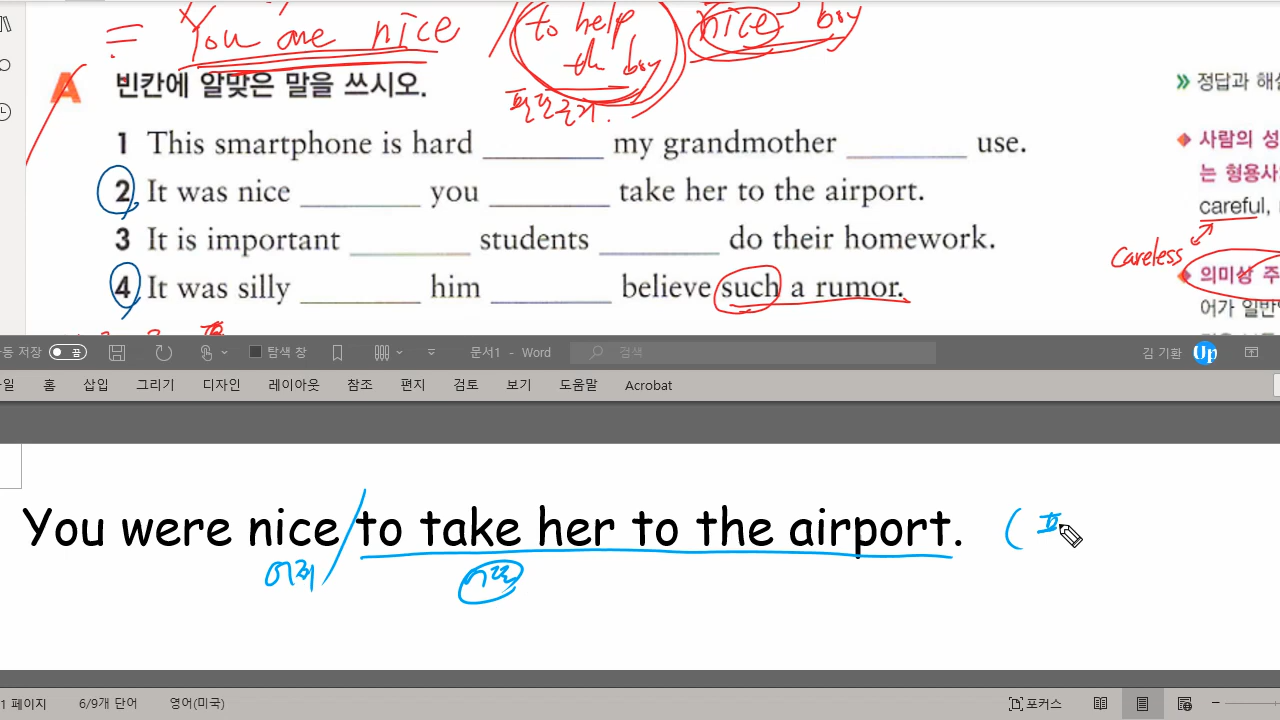 = You are nice / to help the boy nice boy
판단근거.
A 빈칸에 알맞은 말을 쓰시오.
» 정답과 해설
1 This smartphone is hard ________ my grandmother ________ use.
2 It was nice ________ you ________ take her to the airport.
3 It is important ________ students ________ do their homework.
4 It was silly ________ him ________ believe such a rumor.
사람의 성
는 형용사
careful,
Careless
의미상 주
어가 일반
동 저장 끔 탐색 창 문서1 - Word 검색 김 기환 Up
일 홈 삽입 그리기 디자인 레이아웃 참조 편지 검토 보기 도움말 Acrobat
You were nice / to take her to the airport. (
1 페이지 6/9개 단어 영어(미국) 포커스